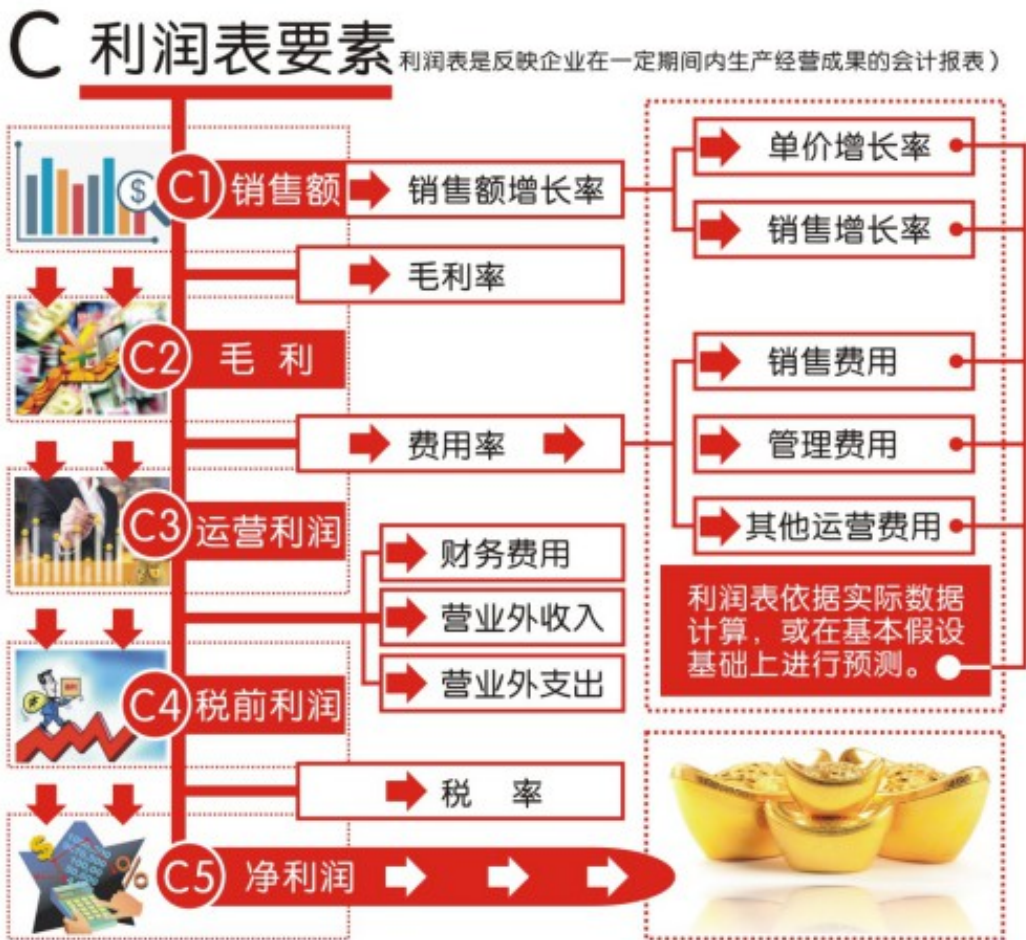 C 利润表要素 利润表是反映企业在一定期间内生产经营成果的会计报表）
C1 销售额
销售额增长率
单价增长率
销售增长率
毛利率
C2 毛 利
费用率
销售费用
管理费用
其他运营费用
C3 运营利润
财务费用
营业外收入
营业外支出
利润表依据实际数据
计算，或在基本假设
基础上进行预测。
C4 税前利润
税 率
C5 净利润